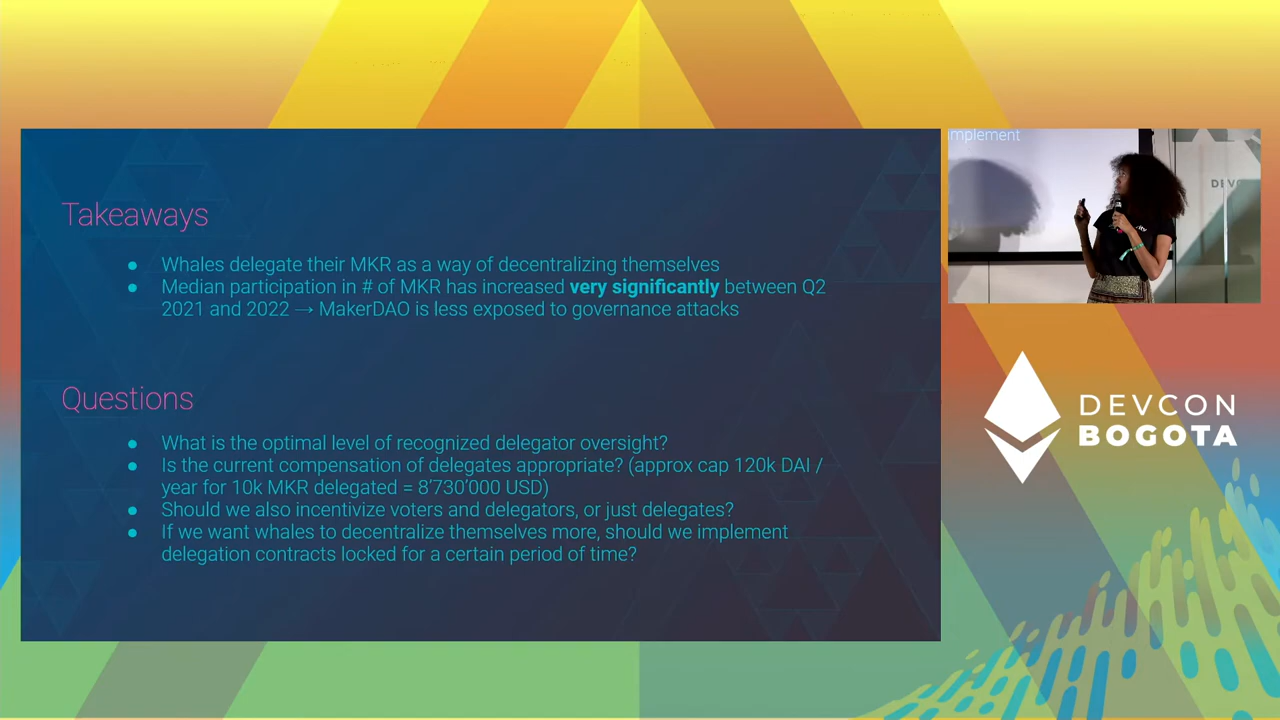 Takeaways
● Whales delegate their MKR as a way of decentralizing themselves
● Median participation in # of MKR has increased very significantly between Q2
2021 and 2022 → MakerDAO is less exposed to governance attacks
Questions
● What is the optimal level of recognized delegator oversight?
● Is the current compensation of delegates appropriate? (approx cap 120k DAI /
year for 10k MKR delegated = 8’730’000 USD)
● Should we also incentivize voters and delegators, or just delegates?
● If we want whales to decentralize themselves more, should we implement
delegation contracts locked for a certain period of time?
implement
DEVC
DEVCON
BOGOTA